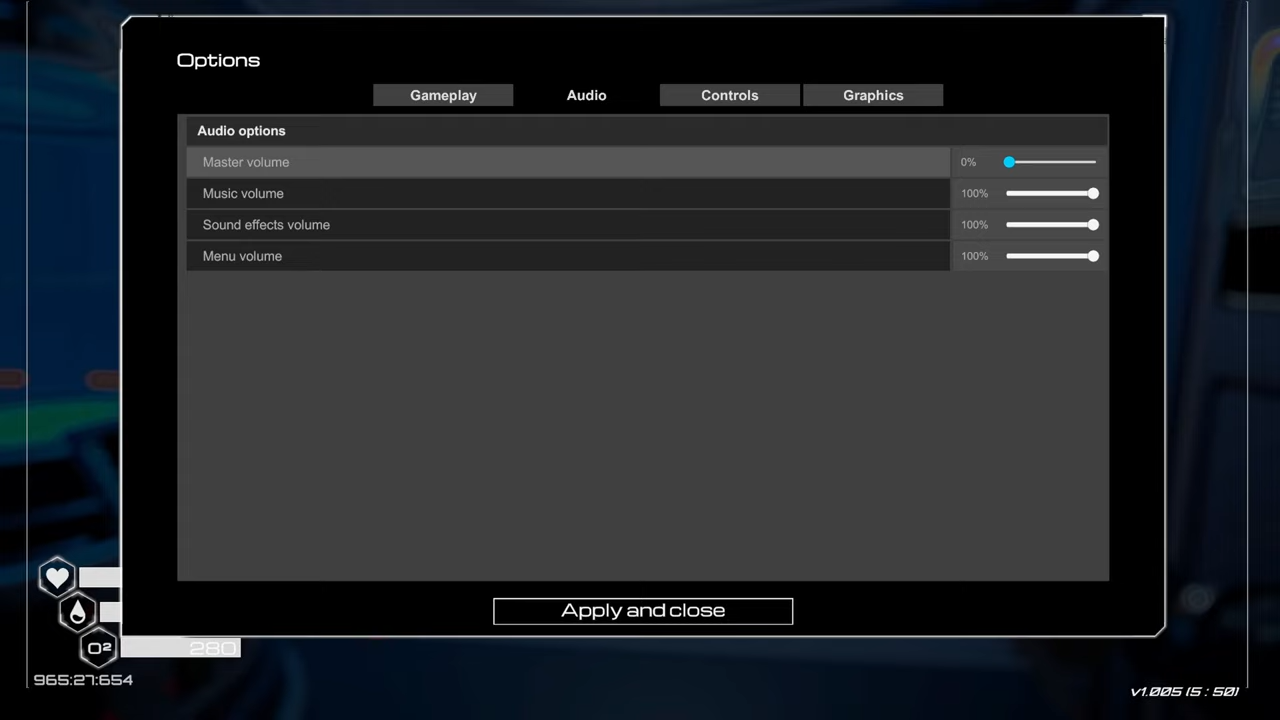 Options
Gameplay Audio Controls Graphics
Audio options
Master volume 0%
Music volume 100%
Sound effects volume 100%
Menu volume 100%
Apply and close
O² 280
965:27:654
v1.005 (5 : 50)